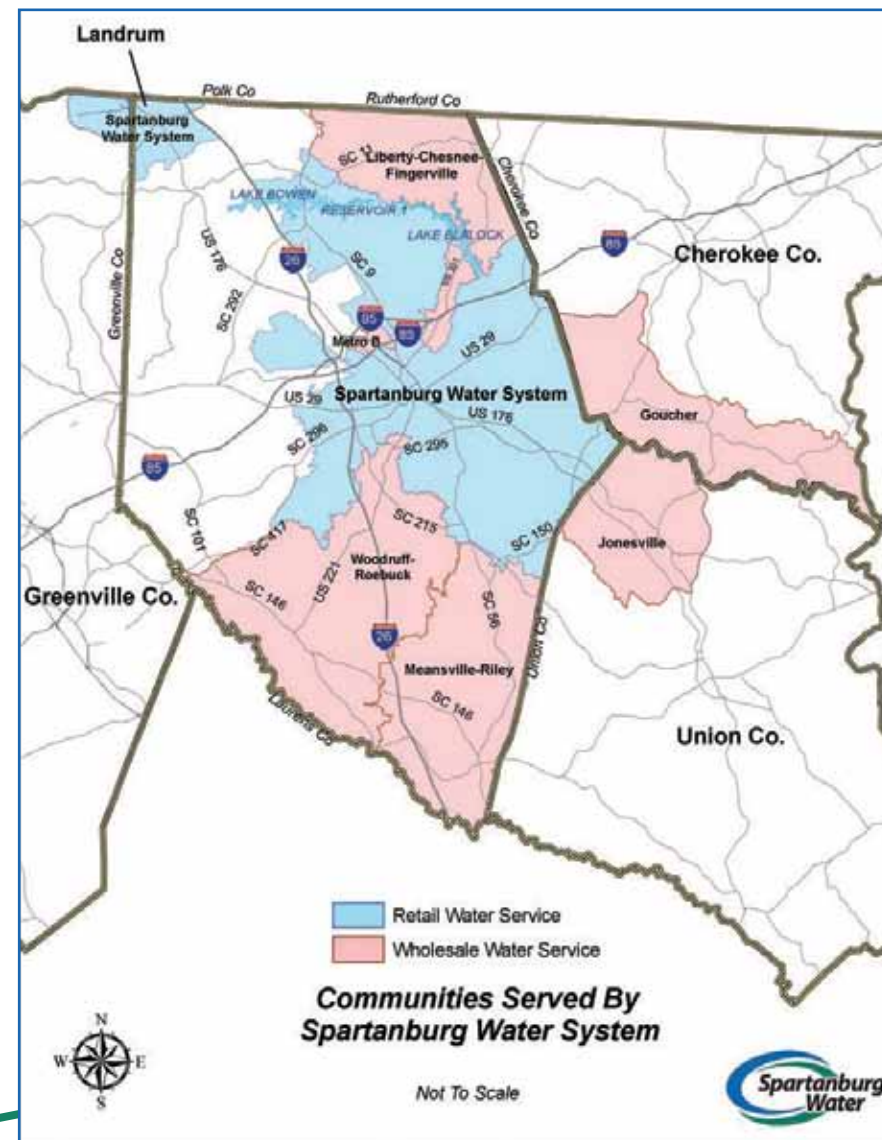 Landrum
Polk Co
Rutherford Co
Spartanburg
Water System
SC 11
Liberty-Chesnee-
Fingerville
Cherokee Co
LAKE BOWEN
RESERVOIR 1
LAKE BLALOCK
85
Cherokee Co.
Greenville Co
US 176
26
SC 9
SC 292
85
85
Metro B
US 29
Spartanburg Water System
US 29
US 176
Goucher
SC 296
SC 295
85
SC 101
SC 417
SC 215
SC 150
Jonesville
Woodruff-
Roebuck
US 221
Greenville Co.
SC 146
SC 56
26
Union Co
Meansville-Riley
SC 146
Laurens Co
Union Co.
Retail Water Service
Wholesale Water Service
Communities Served By
Spartanburg Water System
N
W
E
S
Not To Scale
Spartanburg
Water